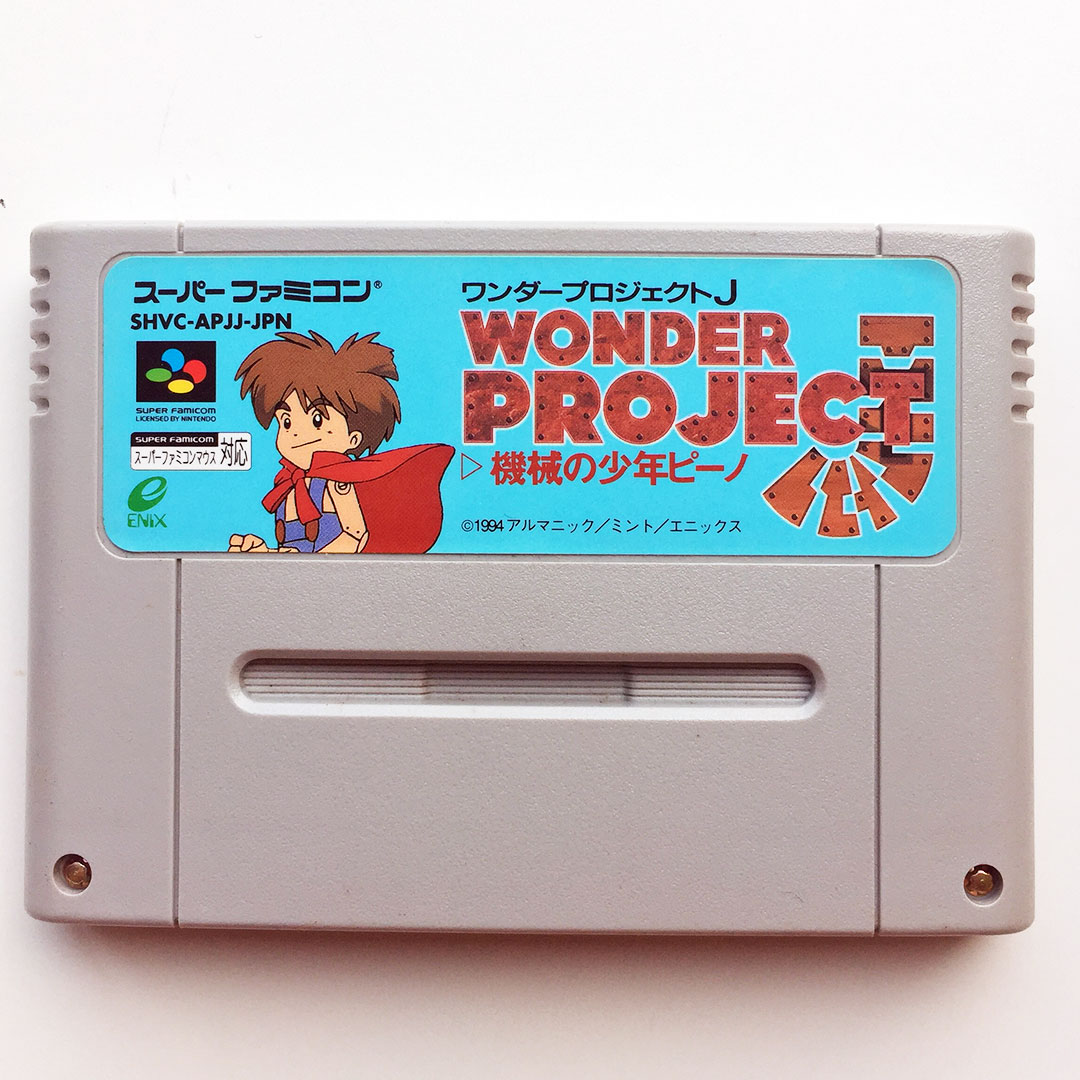 スーパーファミコン®
SHVC-APJJ-JPN
SUPER FAMICOM
LICENSED BY NINTENDO
SUPER FAMICOM
スーパーファミコンマウス 対応
ENIX
ワンダープロジェクトJ
WONDER
PROJECT J
▷機械の少年ピーノ
©1994 アルマニック/ミント/エニックス